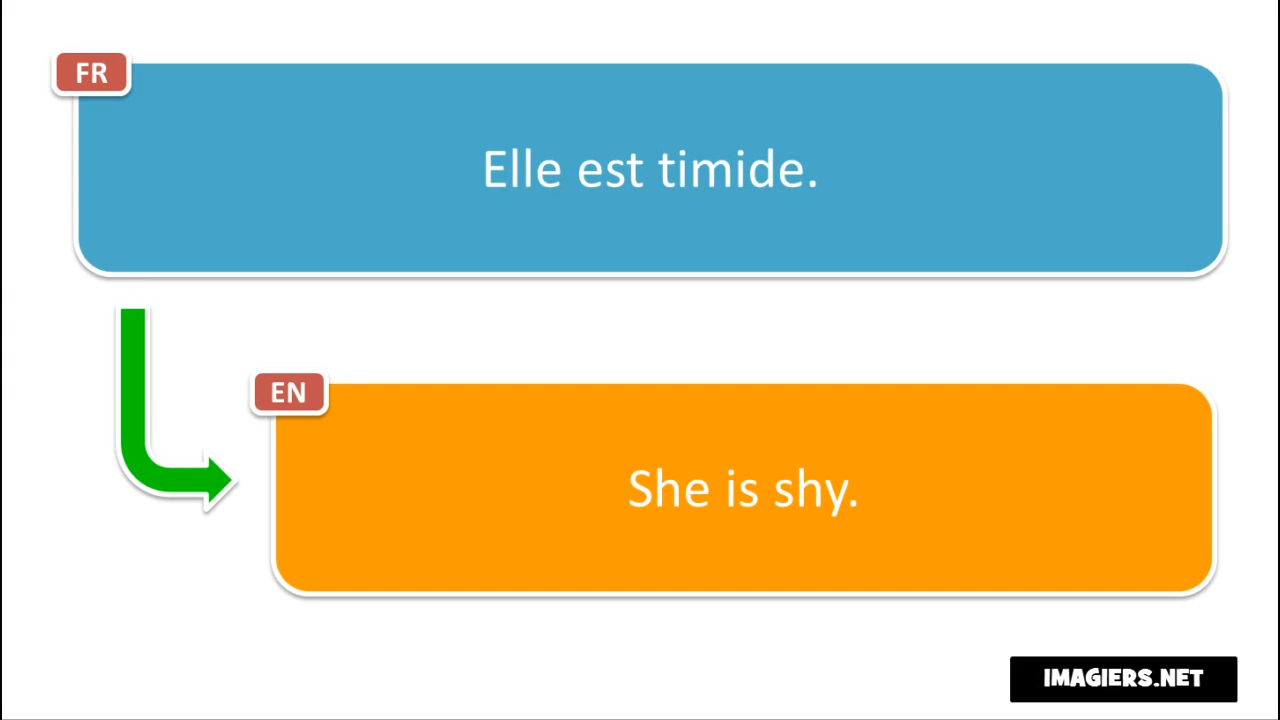 FR
Elle est timide.
EN
She is shy.
IMAGIERS.NET